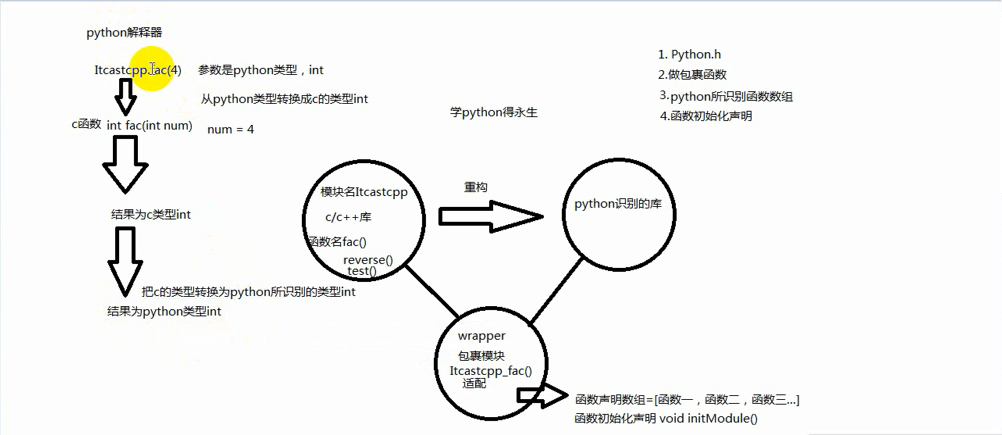 python解释器
Itcastcpp.fac(4) 参数是python类型，int
从python类型转换成c的类型int
c函数 int fac(int num) num = 4
结果为c类型int
把c的类型转换为python所识别的类型int
结果为python类型int
学python得永生
1. Python.h
2.做包裹函数
3.python所识别函数数组
4.函数初始化声明
模块名Itcastcpp
c/c++库
函数名fac()
reverse()
test()
重构
python识别的库
wrapper
包裹模块
Itcastcpp_fac()
适配
函数声明数组=[函数一，函数二，函数三...]
函数初始化声明 void initModule()